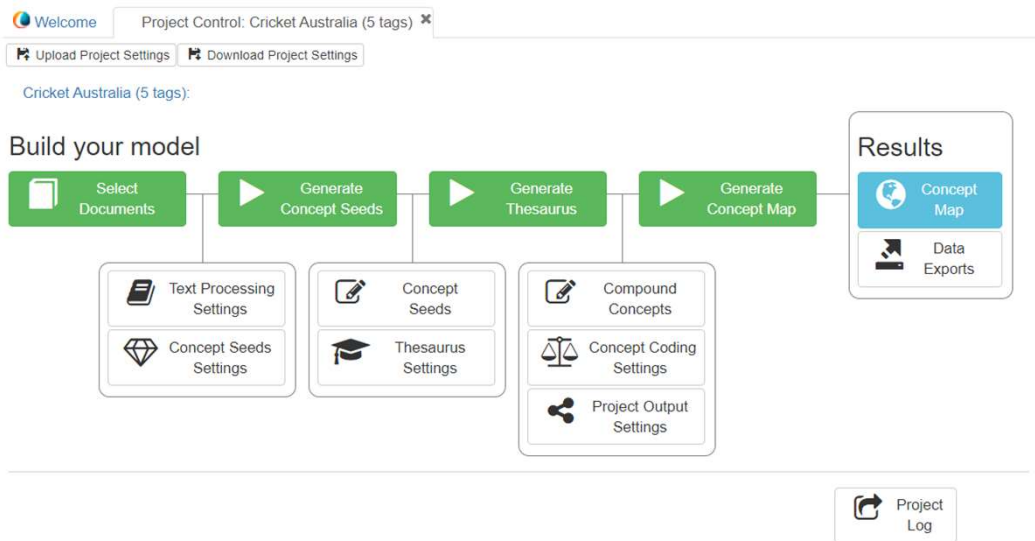 Welcome
Project Control: Cricket Australia (5 tags) ×
Upload Project Settings
Download Project Settings
Cricket Australia (5 tags):
Build your model
Results
Select
Documents
Generate
Concept Seeds
Generate
Thesaurus
Generate
Concept Map
Concept
Map
Data
Exports
Text Processing
Settings
Concept Seeds
Settings
Concept
Seeds
Thesaurus
Settings
Compound
Concepts
Concept Coding
Settings
Project Output
Settings
Project
Log